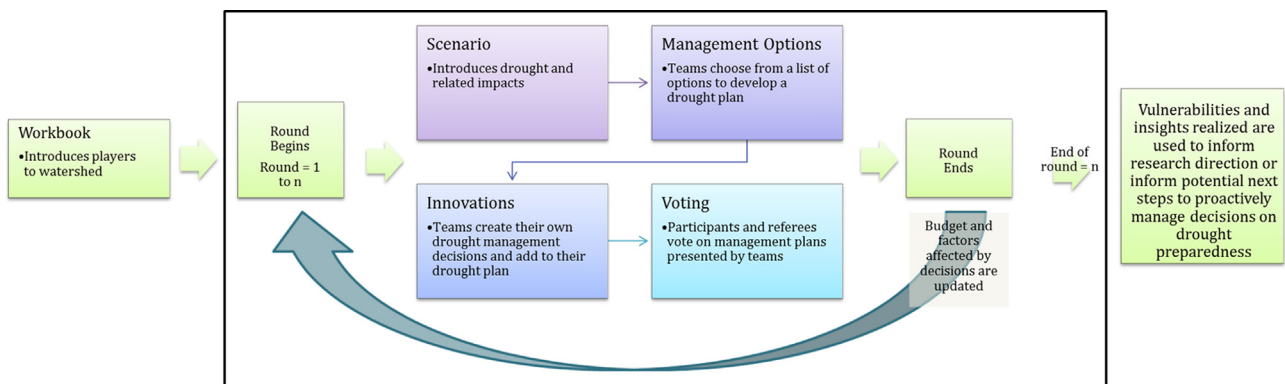 Workbook
•Introduces players
to watershed
Round
Begins
Round = 1
to n
Scenario
•Introduces drought and
related impacts
Management Options
•Teams choose from a list of
options to develop a
drought plan
Innovations
•Teams create their own
drought management
decisions and add to their
drought plan
Voting
•Participants and referees
vote on management plans
presented by teams
Round
Ends
Budget and
factors
affected by
decisions are
updated
End of
round = n
Vulnerabilities and
insights realized are
used to inform
research direction or
inform potential next
steps to proactively
manage decisions on
drought
preparedness